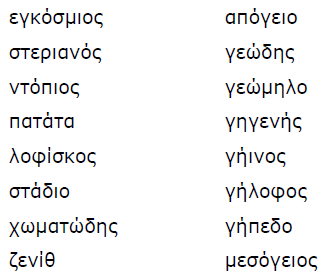 εγκόσμιος απόγειο
στεριανός γεώδης
ντόπιος γεώμηλο
πατάτα γηγενής
λοφίσκος γήινος
στάδιο γήλοφος
χωματώδης γήπεδο
ζενίθ μεσόγειος